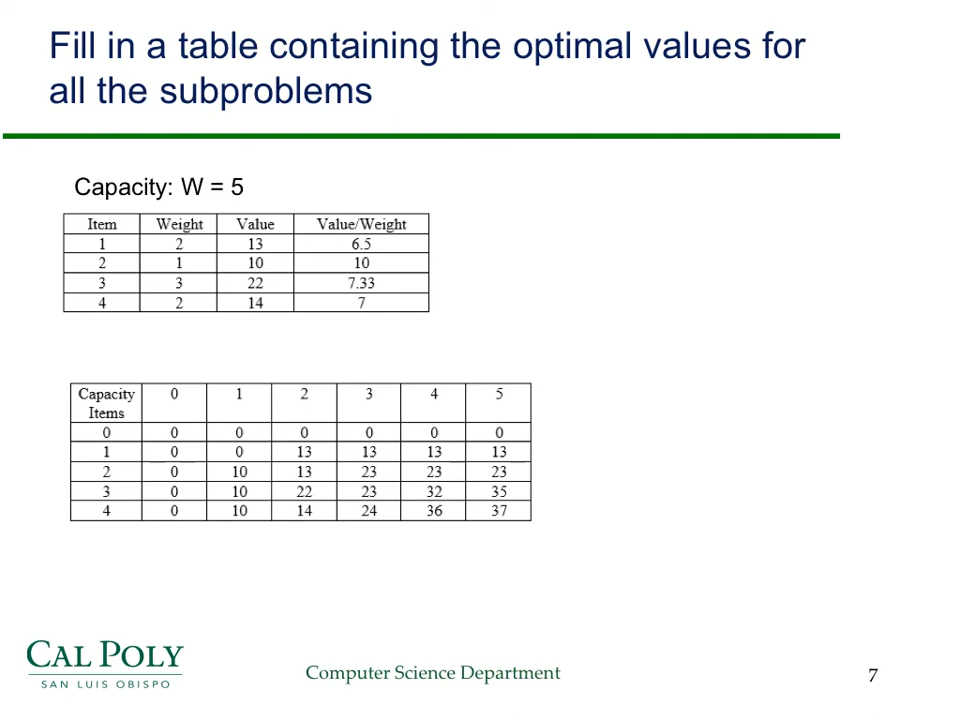 Fill in a table containing the optimal values for
all the subproblems
Capacity: W = 5
Item Weight Value Value/Weight
1 2 13 6.5
2 1 10 10
3 3 22 7.33
4 2 14 7
Capacity 0 1 2 3 4 5
Items
0 0 0 0 0 0 0
1 0 0 13 13 13 13
2 0 10 13 23 23 23
3 0 10 22 23 32 35
4 0 10 14 24 36 37
CAL POLY
SAN LUIS OBISPO
Computer Science Department
7